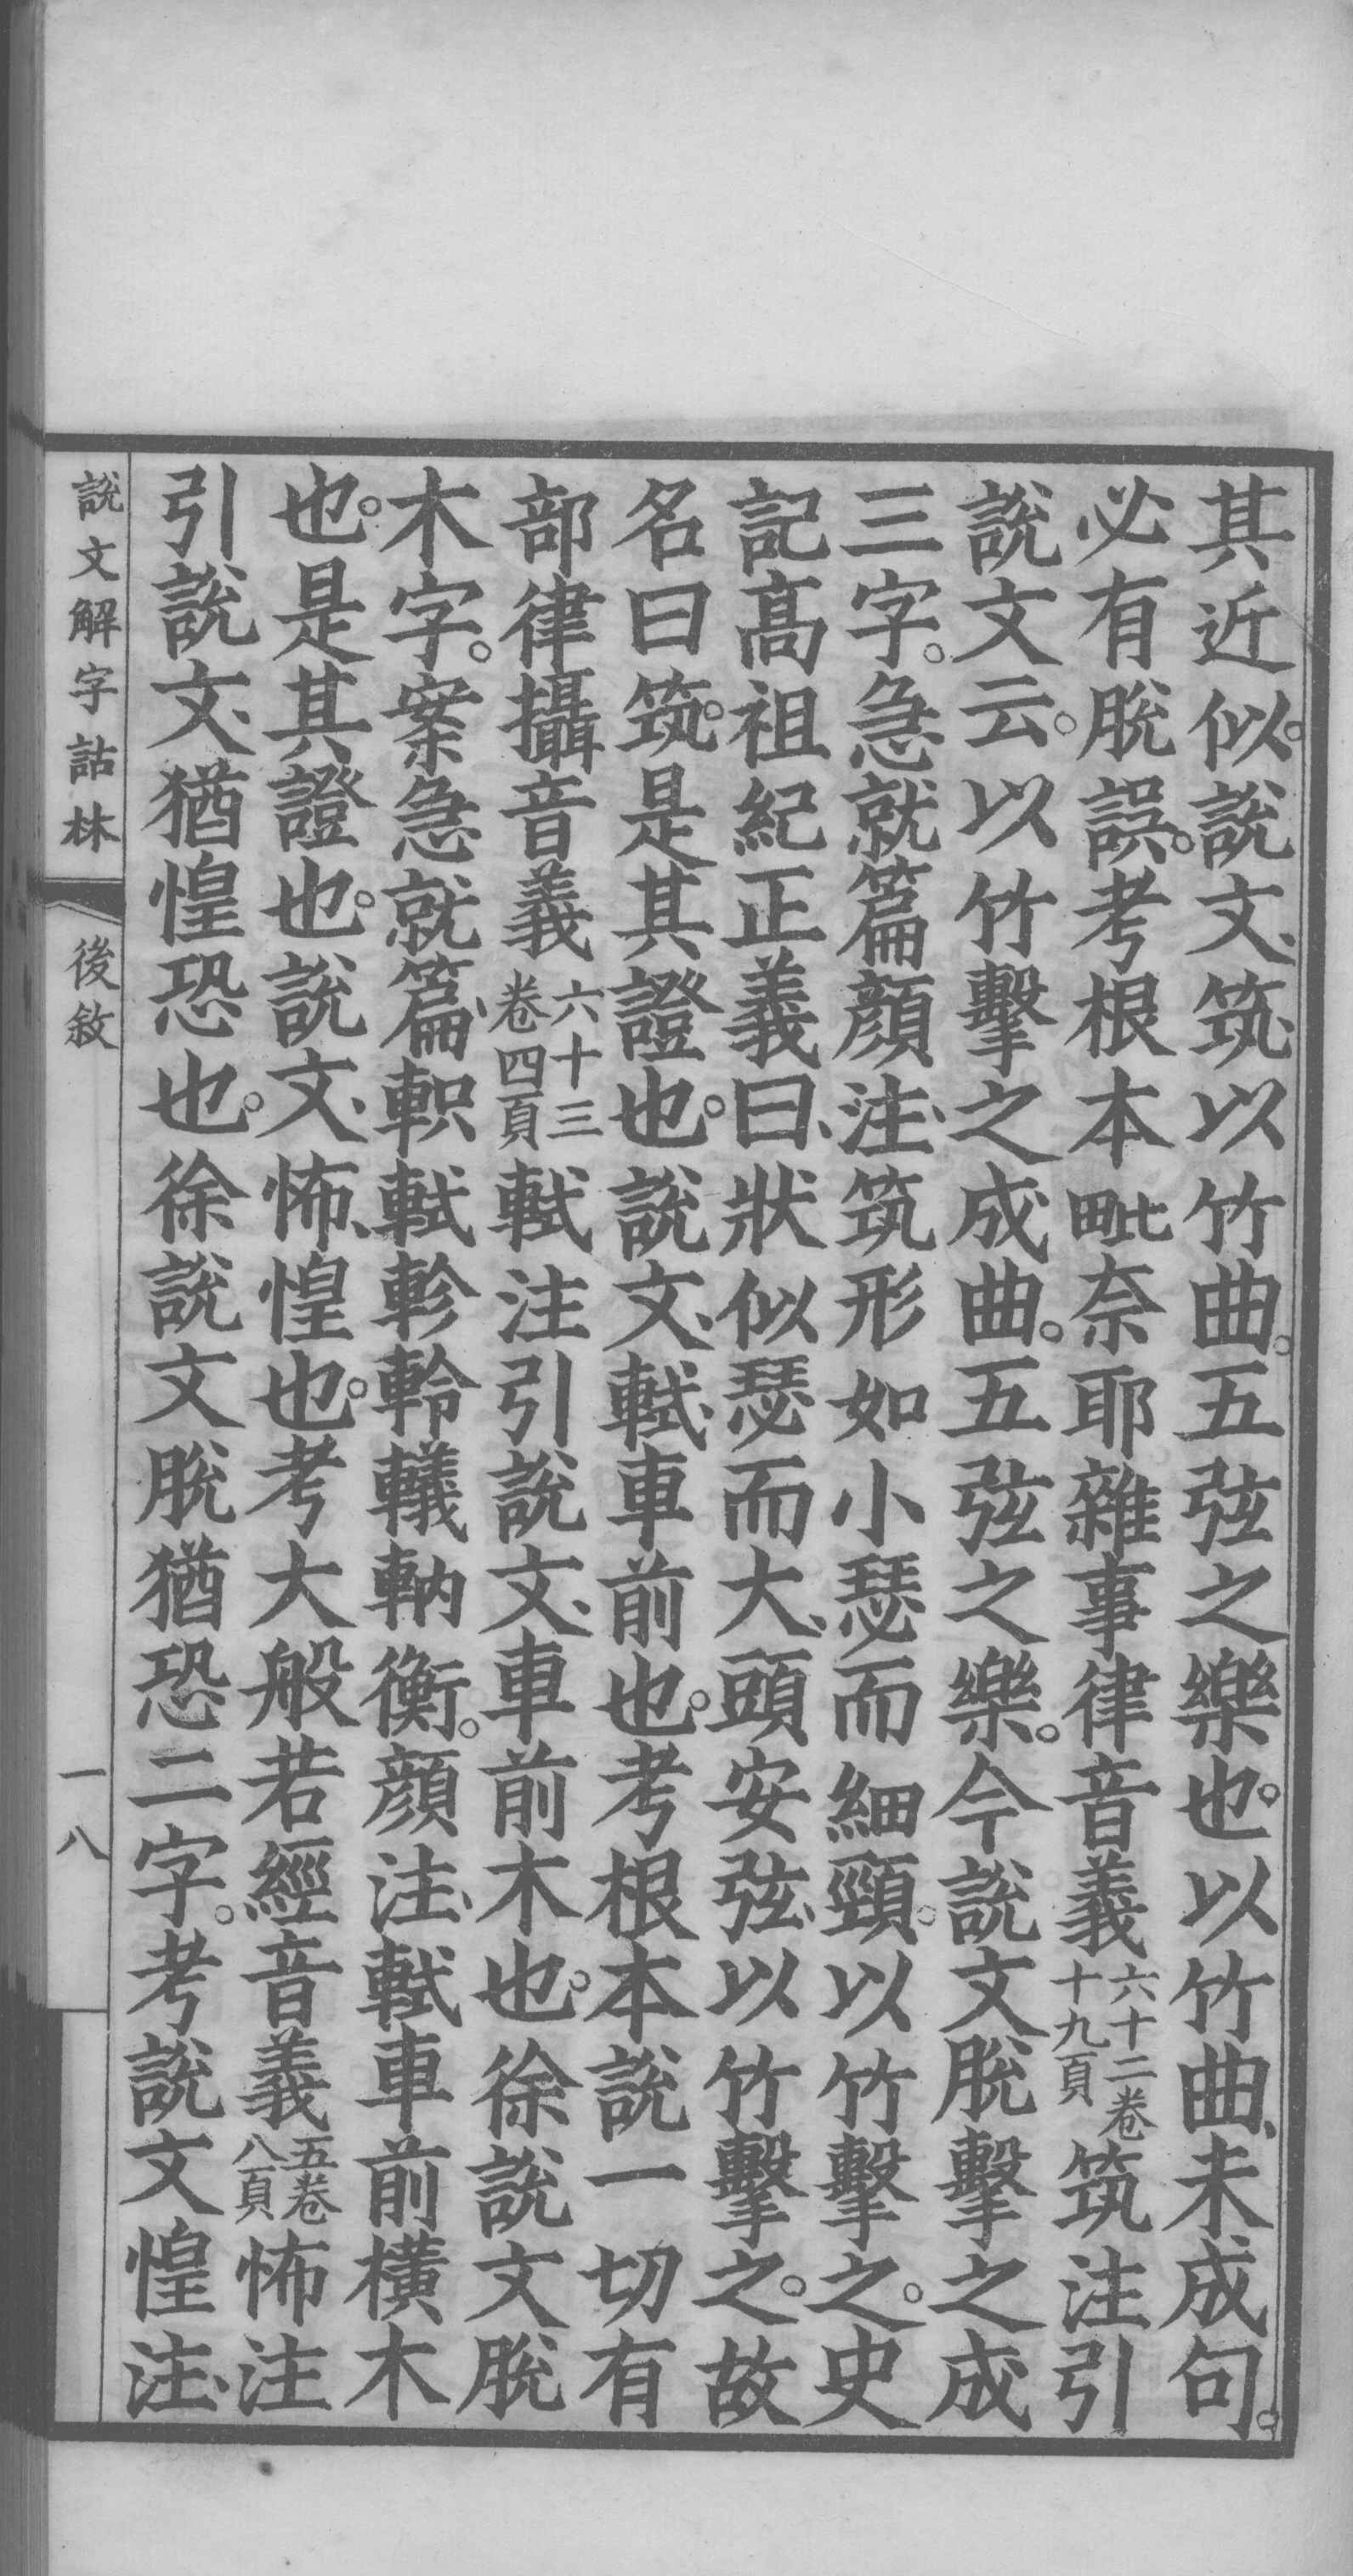 其近似。說文、筑、以竹曲。五弦之樂也。以竹曲、未成句。
必有脫誤。考根本毗奈耶雜事律音義六十二卷十九頁筑注引
說文云。以竹擊之成曲。五弦之樂。今說文脫擊之成
三字。急就篇顏注、筑形如小瑟而細頸。以竹擊之。史
記高祖紀正義曰、狀似瑟而大、頭安弦、以竹擊之。故
名曰筑。是其證也。說文、軾、車前也。考根本說一切有
部律攝音義六十三卷四頁軾注引說文、車前木也。徐說文脫
木字。案急就篇、軹軾軫軨轙軜衡。顏注、軾車前橫木
也。是其證也。說文、怖、惶也。考大般若經音義五卷八頁怖注
引說文、猶惶恐也。徐說文脫猶恐二字。考說文惶注、
說文解字詁林 後敘 一八